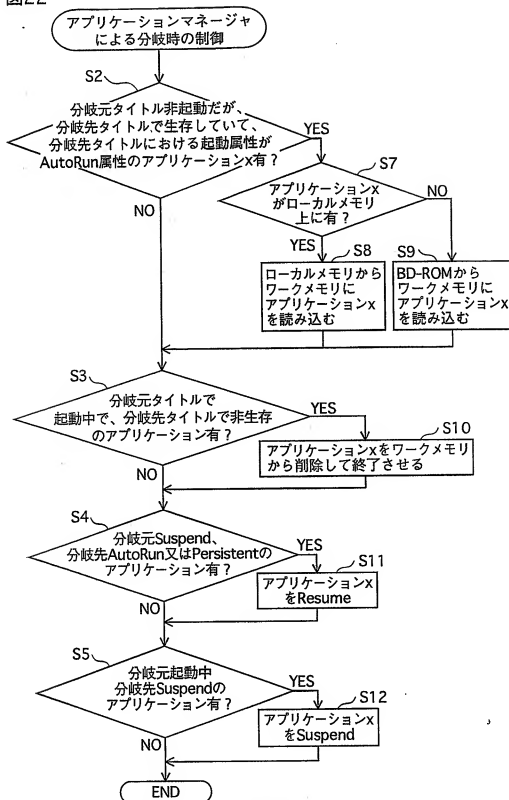 図22
アプリケーションマネージャ
による分岐時の制御
S2
分岐元タイトル非起動だが、
分岐先タイトルで生存していて、
分岐先タイトルにおける起動属性が
AutoRun属性のアプリケーションx有？
YES
NO
S7
アプリケーションx
がローカルメモリ
上に有？
NO
YES
S8
ローカルメモリから
ワークメモリに
アプリケーションx
を読み込む
S9
BD-ROMから
ワークメモリに
アプリケーションx
を読み込む
S3
分岐元タイトルで
起動中で、分岐先タイトルで非生存
のアプリケーション有？
YES
NO
S10
アプリケーションxをワークメモリ
から削除して終了させる
S4
分岐元Suspend、
分岐先AutoRun又はPersistentの
アプリケーション有？
YES
NO
S11
アプリケーションx
をResume
S5
分岐元起動中
分岐先Suspendの
アプリケーション有？
YES
NO
S12
アプリケーションx
をSuspend
END